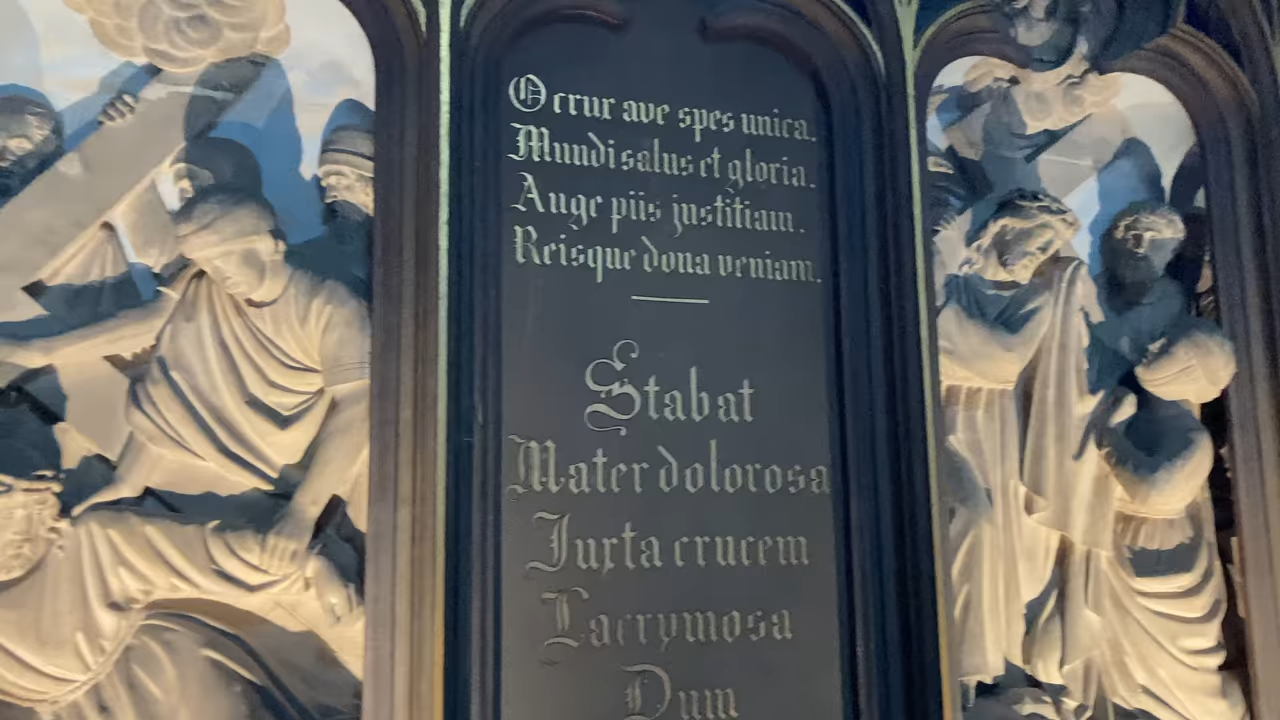 O crux ave spes unica.
Mundi salus et gloria.
Auge piis justitiam.
Reisque dona veniam.
Stabat
Mater dolorosa
Juxta crucem
Lacrymosa
Dum